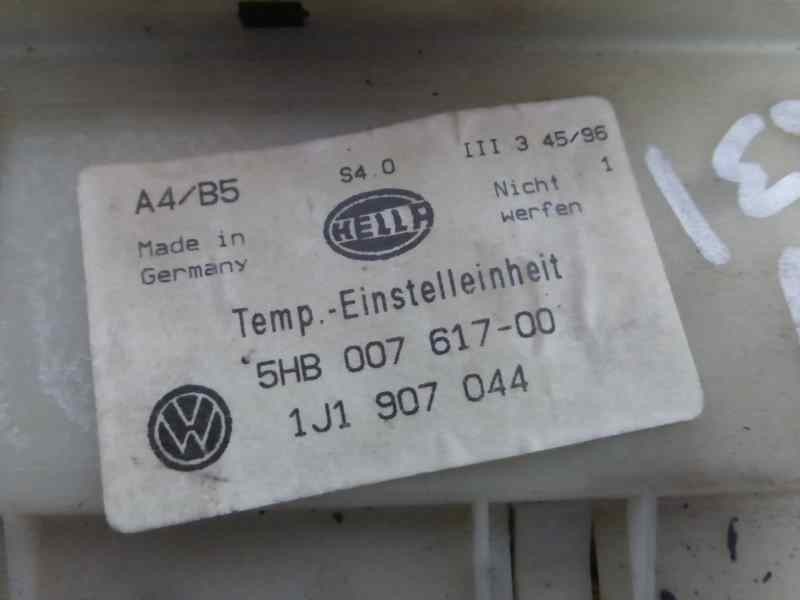 A4/B5
S4.0
III 3 45/96
1
Made in
Germany
HELLA
Nicht
werfen
Temp.-Einstelleinheit
5HB 007 617-00
1J1 907 044
VW